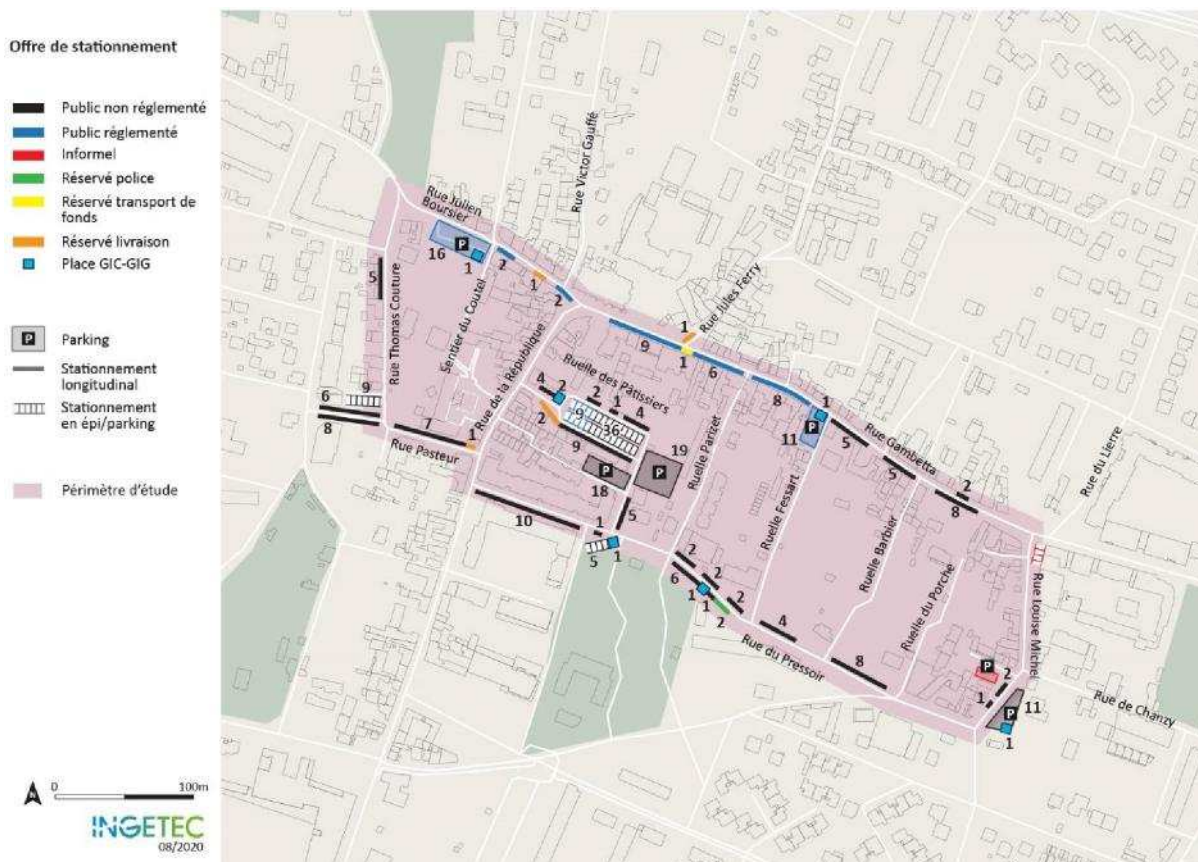 Offre de stationnement
Public non réglementé
Public réglementé
Informel
Réservé police
Réservé transport de
fonds
Réservé livraison
Place GIC-GIG
P
Parking
Stationnement
longitudinal
Stationnement
en épi/parking
Périmètre d'étude
N
0
100m
INGETEC
08/2020
Rue Julien
Boursier
Rue Victor Gauffé
P
16
1
2
1
2
5
Rue Thomas Couture
Sentier du Coutel
Rue de la République
Rue Jules Ferry
1
9
1
6
8
1
P
11
Ruelle des Pâtissiers
4
2
2
1
4
9
36
2
9
19
P
P
18
5
Ruelle Parizet
5
Rue Gambetta
5
2
8
Rue du Lierre
9
6
8
7
1
Rue Pasteur
10
1
5
1
Ruelle Fessart
Ruelle Barbier
Ruelle du Porche
Rue Louise Michel
2
6
2
1
1
2
2
4
8
Rue du Pressoir
P
2
1
P
11
1
Rue de Chanzy